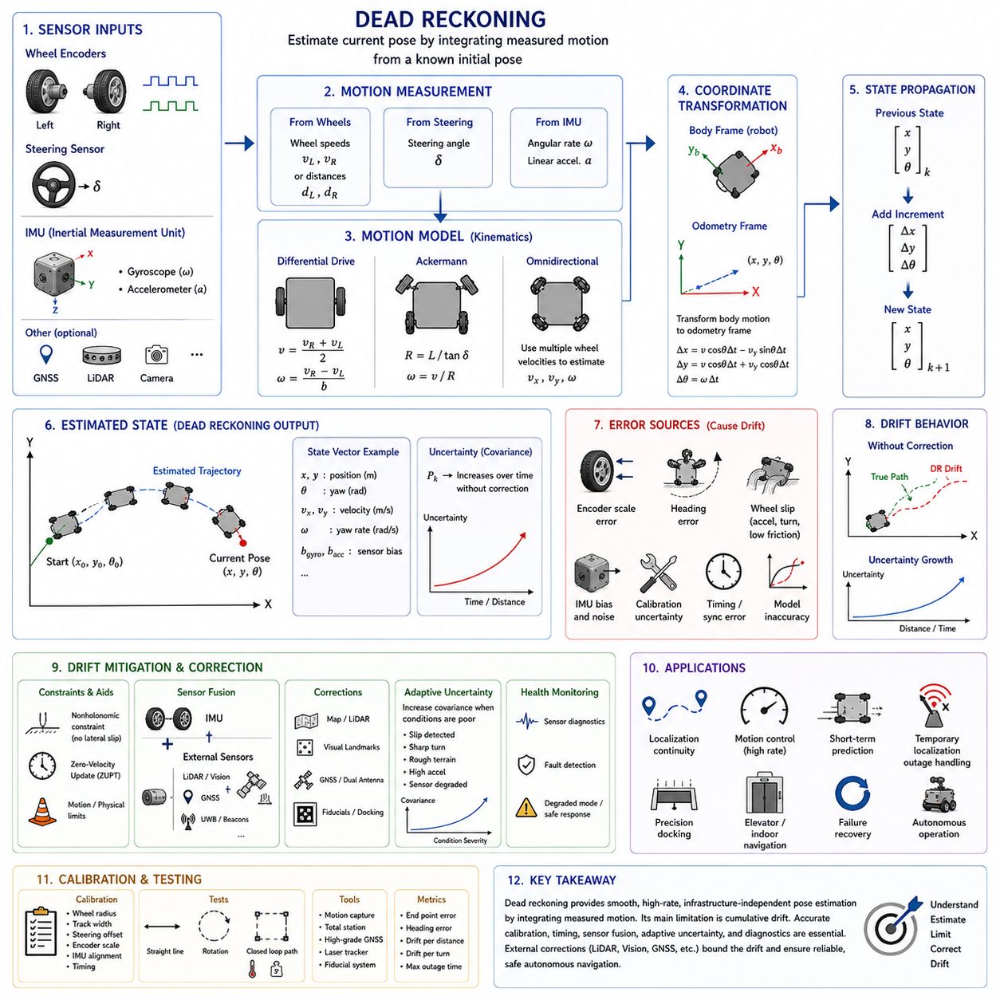 DEAD RECKONING
Estimate current pose by integrating measured motion
from a known initial pose
1. SENSOR INPUTS
Wheel Encoders
Left
Right
Steering Sensor
δ
IMU (Inertial Measurement Unit)
X
Y
Z
• Gyroscope (ω)
• Accelerometer (a)
Other (optional)
GNSS
LiDAR
Camera
...
2. MOTION MEASUREMENT
From Wheels
Wheel speeds
v_L , v_R
or distances
d_L , d_R
From Steering
Steering angle
δ
From IMU
Angular rate ω
Linear accel. a
3. MOTION MODEL (Kinematics)
Differential Drive
v = (v_R + v_L) / 2
ω = (v_R − v_L) / b
Ackermann
R = L / tan δ
ω = v / R
Omnidirectional
Use multiple wheel
velocities to estimate
v_x , v_y , ω
4. COORDINATE
TRANSFORMATION
Body Frame (robot)
y_b
x_b
Odometry Frame
Y
(x, y, θ)
X
Transform body motion
to odometry frame
Δx = v cosθΔt − v_y sinθΔt
Δy = v cosθΔt + v_y cosθΔt
Δθ = ω Δt
5. STATE PROPAGATION
Previous State
x
y
θ
k
Add Increment
Δx
Δy
Δθ
New State
x
y
θ
k+1
6. ESTIMATED STATE (DEAD RECKONING OUTPUT)
Y
Estimated Trajectory
Start (x₀, y₀, θ₀)
Current Pose
(x, y, θ)
X
State Vector Example
x, y : position (m)
θ : yaw (rad)
v_x, v_y : velocity (m/s)
ω : yaw rate (rad/s)
b_gyro, b_acc : sensor bias
...
Uncertainty (Covariance)
P_k → Increases over time
without correction
Uncertainty
Time / Distance
7. ERROR SOURCES (Cause Drift)
Encoder scale
error
Heading
error
Wheel slip
(accel, turn,
low friction)
IMU bias
and noise
Calibration
uncertainty
Timing /
sync error
Model
inaccuracy
8. DRIFT BEHAVIOR
Without Correction
Y
True Path
DR Drift
X
Uncertainty Growth
Uncertainty
Distance / Time
9. DRIFT MITIGATION & CORRECTION
Constraints & Aids
Nonholonomic
constraint
(no lateral slip)
Zero-Velocity
Update (ZUPT)
Motion / Physical
limits
Sensor Fusion
IMU
+
+
External Sensors
LiDAR / Vision
+
GNSS
UWB / Beacons
...
Corrections
Map / LiDAR
Visual Landmarks
GNSS / Dual Antenna
Fiducials / Docking
Adaptive Uncertainty
Increase covariance when
conditions are poor
• Slip detected
• Sharp turn
• Rough terrain
• High accel
• Sensor degraded
Covariance
Condition Severity
Health Monitoring
Sensor diagnostics
Fault detection
Degraded mode /
safe response
10. APPLICATIONS
Localization
continuity
Motion control
(high rate)
Short-term
prediction
X
Temporary
localization
outage handling
Precision
docking
Elevator /
indoor
navigation
Failure
recovery
Autonomous
operation
11. CALIBRATION & TESTING
Calibration
• Wheel radius
• Track width
• Steering offset
• Encoder scale
• IMU alignment
• Timing
Tests
Straight line
Rotation
Closed loop path
Tools
• Motion capture
• Total station
• High-grade GNSS
• Laser tracker
• Fiducial system
Metrics
• End point error
• Heading error
• Drift per distance
• Drift per turn
• Max outage time
12. KEY TAKEAWAY
Dead reckoning provides smooth, high-rate, infrastructure-independent pose estimation
by integrating measured motion. Its main limitation is cumulative drift. Accurate
calibration, timing, sensor fusion, adaptive uncertainty, and diagnostics are essential.
External corrections (LiDAR, Vision, GNSS, etc.) bound the drift and ensure reliable,
safe autonomous navigation.
Understand
Estimate
Limit
Correct
Drift